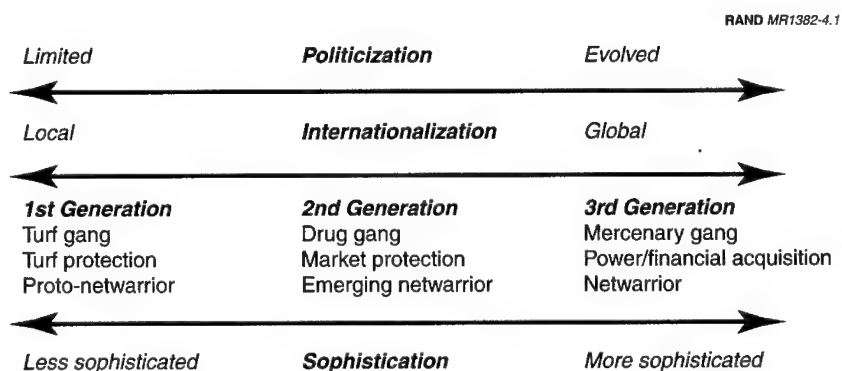 RAND MR1382-4.1
Limited Politicization Evolved
Local Internationalization Global
1st Generation 2nd Generation 3rd Generation
Turf gang Drug gang Mercenary gang
Turf protection Market protection Power/financial acquisition
Proto-netwarrior Emerging netwarrior Netwarrior
Less sophisticated Sophistication More sophisticated